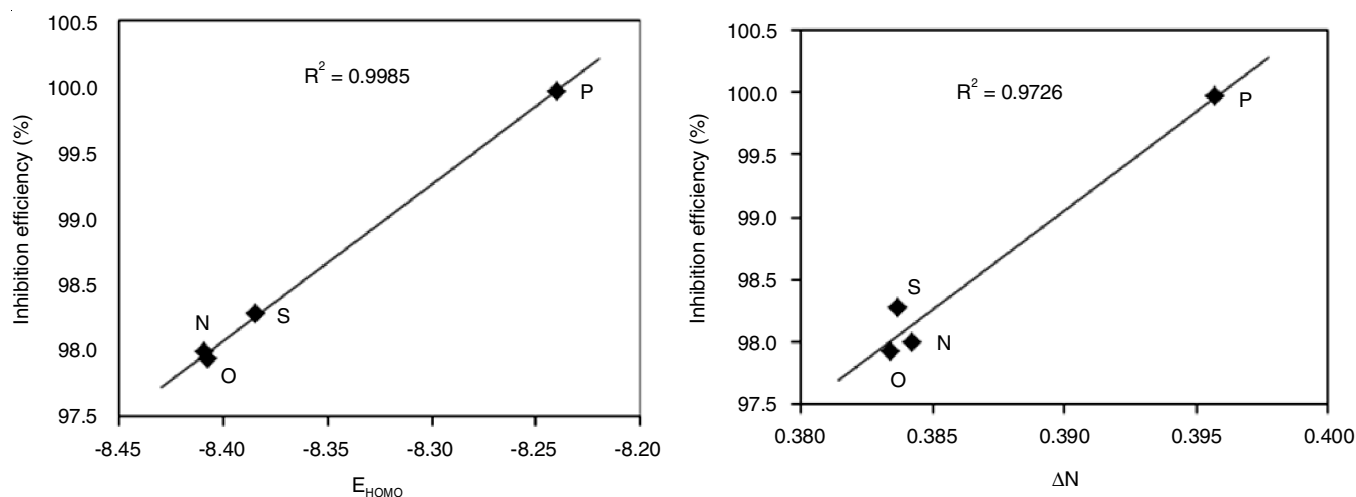 100.5
100.0
99.5
99.0
98.5
98.0
97.5
Inhibition efficiency (%)
R² = 0.9985
P
S
N
O
-8.45
-8.40
-8.35
-8.30
-8.25
-8.20
E_HOMO
100.5
100.0
99.5
99.0
98.5
98.0
97.5
Inhibition efficiency (%)
R² = 0.9726
P
S
N
O
0.380
0.385
0.390
0.395
0.400
ΔN